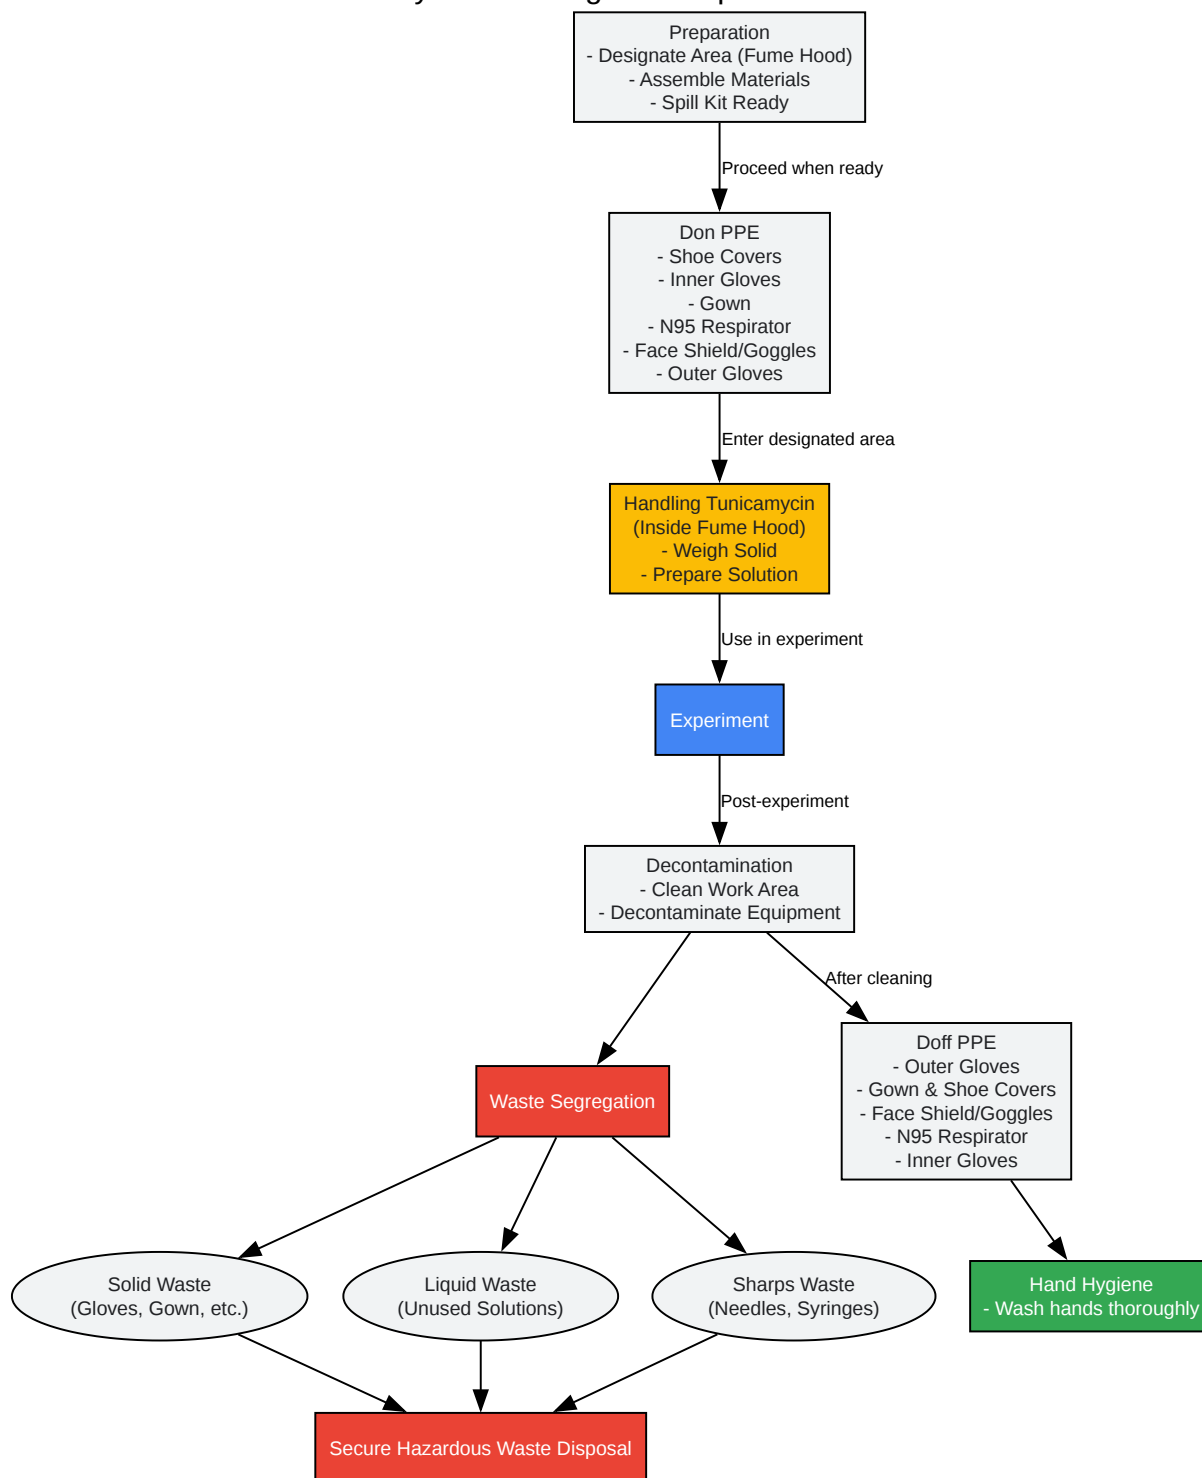 Preparation
- Designate Area (Fume Hood)
- Assemble Materials
- Spill Kit Ready
Proceed when ready
Don PPE
- Shoe Covers
- Inner Gloves
- Gown
- N95 Respirator
- Face Shield/Goggles
- Outer Gloves
Enter designated area
Handling Tunicamycin
(Inside Fume Hood)
- Weigh Solid
- Prepare Solution
Use in experiment
Experiment
Post-experiment
Decontamination
- Clean Work Area
- Decontaminate Equipment
After cleaning
Doff PPE
- Outer Gloves
- Gown & Shoe Covers
- Face Shield/Goggles
- N95 Respirator
- Inner Gloves
Waste Segregation
Solid Waste
(Gloves, Gown, etc.)
Liquid Waste
(Unused Solutions)
Sharps Waste
(Needles, Syringes)
Hand Hygiene
- Wash hands thoroughly
Secure Hazardous Waste Disposal